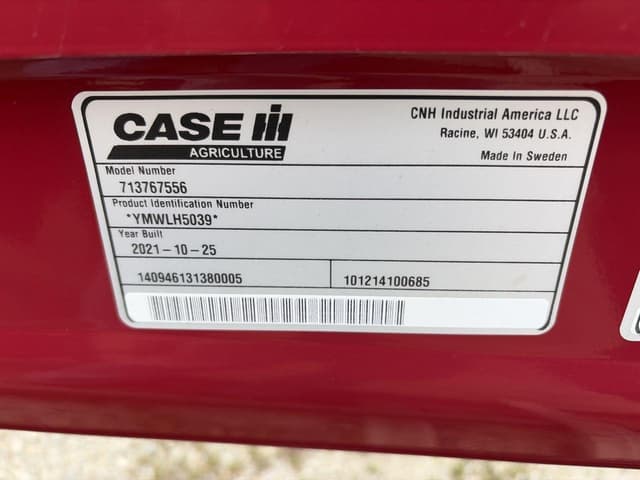 CASE IH
AGRICULTURE
CNH Industrial America LLC
Racine, WI 53404 U.S.A.
Made In Sweden
Model Number
713767556
Product Identification Number
*YMWLH5039*
Year Built
2021-10-25
140946131380005
101214100685